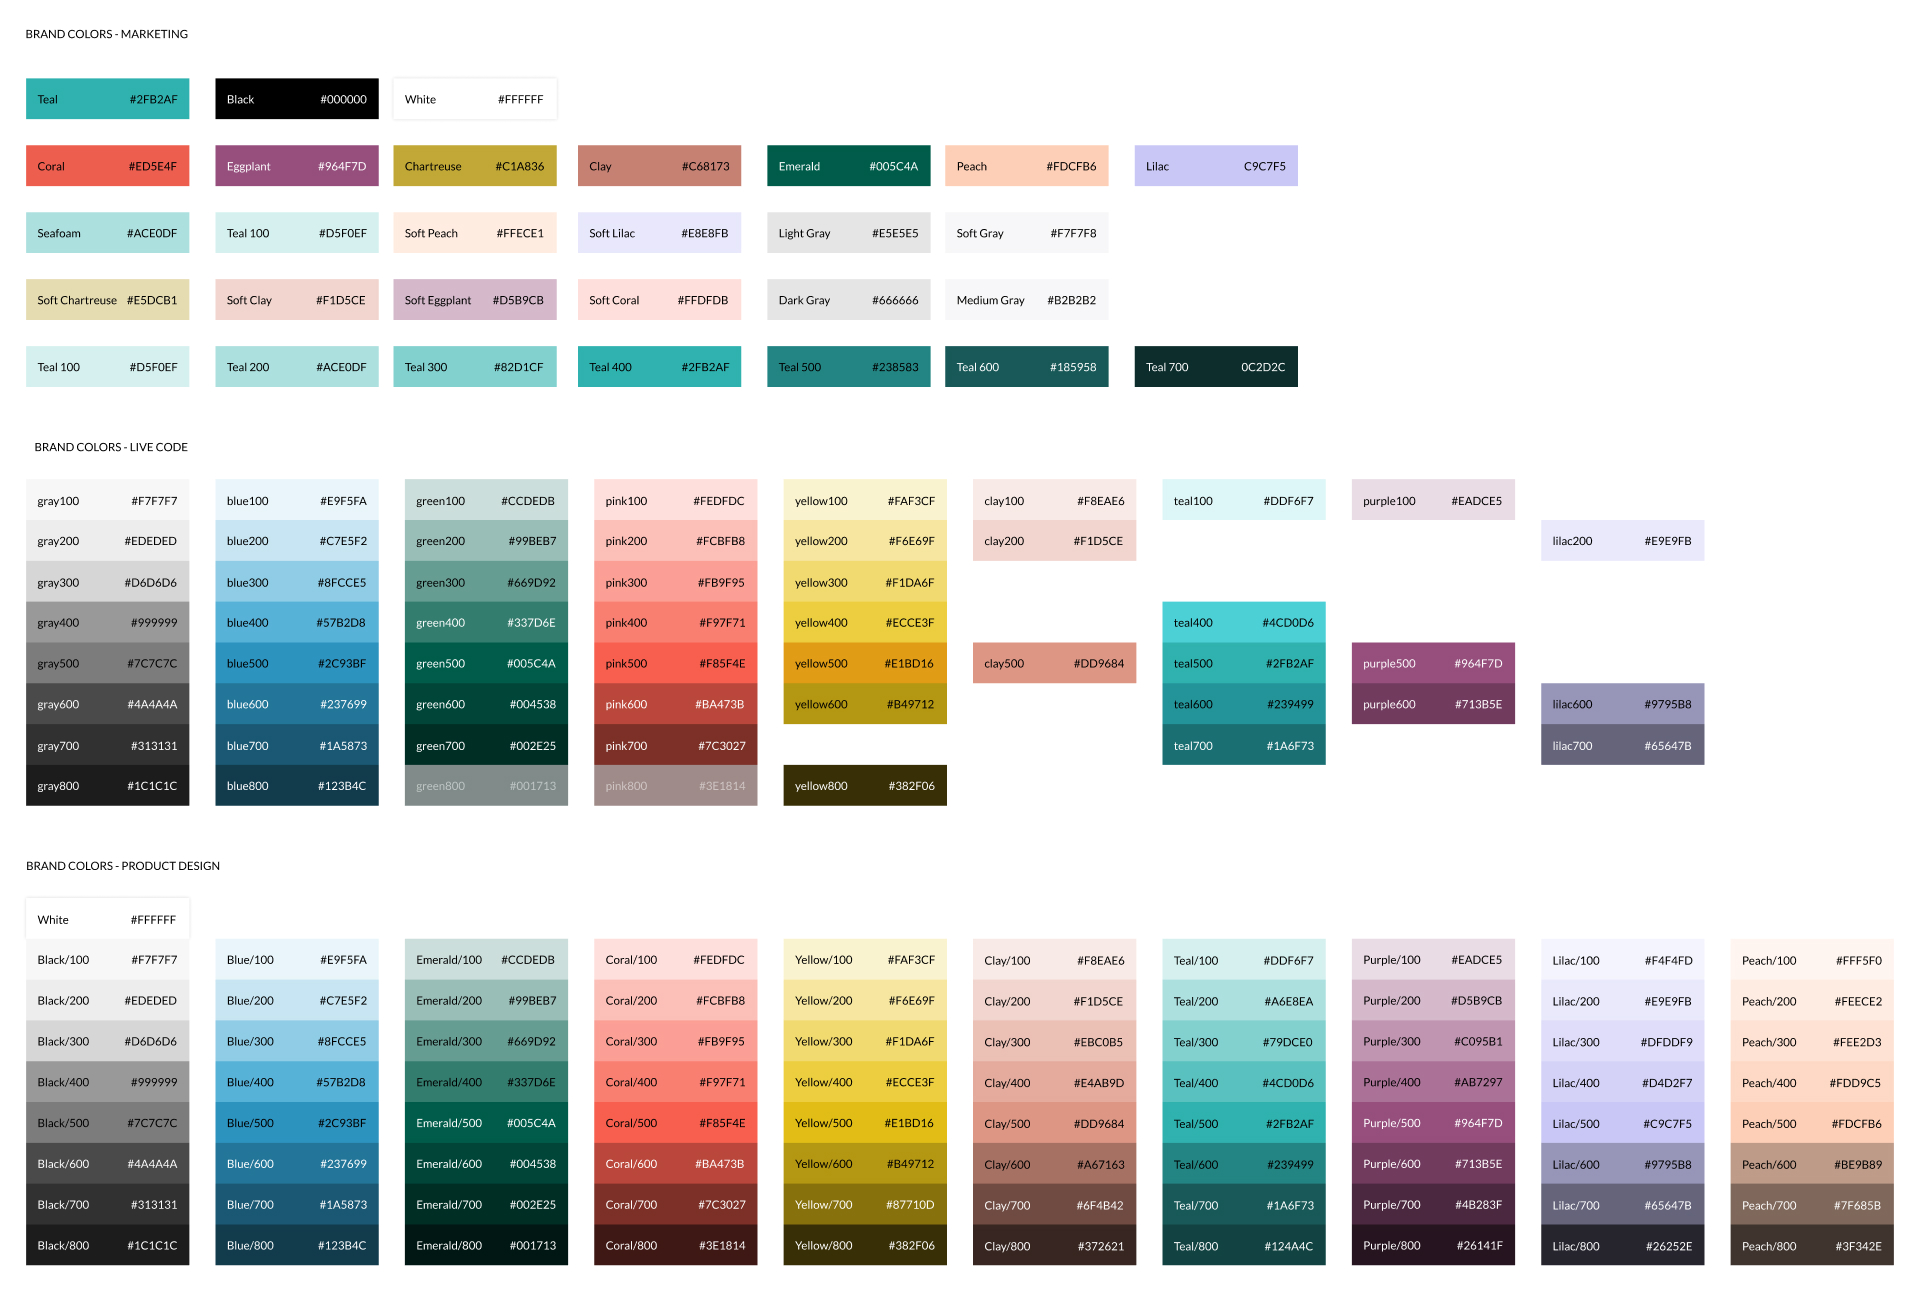 BRAND COLORS - MARKETING
Teal #2FB2AF Black #000000 White #FFFFFF
Coral #ED5E4F Eggplant #964F7D Chartreuse #C1A836 Clay #C68173 Emerald #005C4A Peach #FDCFB6 Lilac C9C7F5
Seafoam #ACE0DF Teal 100 #D5F0EF Soft Peach #FFECE1 Soft Lilac #E8E8FB Light Gray #E5E5E5 Soft Gray #F7F7F8
Soft Chartreuse #E5DCB1 Soft Clay #F1D5CE Soft Eggplant #D5B9CB Soft Coral #FFDFDB Dark Gray #666666 Medium Gray #B2B2B2
Teal 100 #D5F0EF Teal 200 #ACE0DF Teal 300 #82D1CF Teal 400 #2FB2AF Teal 500 #238583 Teal 600 #185958 Teal 700 0C2D2C
BRAND COLORS - LIVE CODE
gray100 #F7F7F7 blue100 #E9F5FA green100 #CCDEDB pink100 #FEDFDC yellow100 #FAF3CF clay100 #F8EAE6 teal100 #DDF6F7 purple100 #EADCE5
gray200 #EDEDED blue200 #C7E5F2 green200 #99BEB7 pink200 #FCBFB8 yellow200 #F6E69F clay200 #F1D5CE lilac200 #E9E9FB
gray300 #D6D6D6 blue300 #8FCCE5 green300 #669D92 pink300 #FB9F95 yellow300 #F1DA6F
gray400 #999999 blue400 #57B2D8 green400 #337D6E pink400 #F97F71 yellow400 #ECCE3F teal400 #4CD0D6
gray500 #7C7C7C blue500 #2C93BF green500 #005C4A pink500 #F85F4E yellow500 #E1BD16 clay500 #DD9684 teal500 #2FB2AF purple500 #964F7D
gray600 #4A4A4A blue600 #237699 green600 #004538 pink600 #BA473B yellow600 #B49712 teal600 #239499 purple600 #713B5E lilac600 #9795B8
gray700 #313131 blue700 #1A5873 green700 #002E25 pink700 #7C3027 teal700 #1A6F73 lilac700 #65647B
gray800 #1C1C1C blue800 #123B4C green800 #001713 pink800 #3E1814 yellow800 #382F06
BRAND COLORS - PRODUCT DESIGN
White #FFFFFF
Black/100 #F7F7F7 Blue/100 #E9F5FA Emerald/100 #CCDEDB Coral/100 #FEDFDC Yellow/100 #FAF3CF Clay/100 #F8EAE6 Teal/100 #DDF6F7 Purple/100 #EADCE5 Lilac/100 #F4F4FD Peach/100 #FFF5F0
Black/200 #EDEDED Blue/200 #C7E5F2 Emerald/200 #99BEB7 Coral/200 #FCBFB8 Yellow/200 #F6E69F Clay/200 #F1D5CE Teal/200 #A6E8EA Purple/200 #D5B9CB Lilac/200 #E9E9FB Peach/200 #FEECE2
Black/300 #D6D6D6 Blue/300 #8FCCE5 Emerald/300 #669D92 Coral/300 #FB9F95 Yellow/300 #F1DA6F Clay/300 #EBC0B5 Teal/300 #79DCE0 Purple/300 #C095B1 Lilac/300 #DFDDF9 Peach/300 #FEE2D3
Black/400 #999999 Blue/400 #57B2D8 Emerald/400 #337D6E Coral/400 #F97F71 Yellow/400 #ECCE3F Clay/400 #E4AB9D Teal/400 #4CD0D6 Purple/400 #AB7297 Lilac/400 #D4D2F7 Peach/400 #FDD9C5
Black/500 #7C7C7C Blue/500 #2C93BF Emerald/500 #005C4A Coral/500 #F85F4E Yellow/500 #E1BD16 Clay/500 #DD9684 Teal/500 #2FB2AF Purple/500 #964F7D Lilac/500 #C9C7F5 Peach/500 #FDCFB6
Black/600 #4A4A4A Blue/600 #237699 Emerald/600 #004538 Coral/600 #BA473B Yellow/600 #B49712 Clay/600 #A67163 Teal/600 #239499 Purple/600 #713B5E Lilac/600 #9795B8 Peach/600 #BE9B89
Black/700 #313131 Blue/700 #1A5873 Emerald/700 #002E25 Coral/700 #7C3027 Yellow/700 #87710D Clay/700 #6F4B42 Teal/700 #1A6F73 Purple/700 #4B283F Lilac/700 #65647B Peach/700 #7F685B
Black/800 #1C1C1C Blue/800 #123B4C Emerald/800 #001713 Coral/800 #3E1814 Yellow/800 #382F06 Clay/800 #372621 Teal/800 #124A4C Purple/800 #26141F Lilac/800 #26252E Peach/800 #3F342E